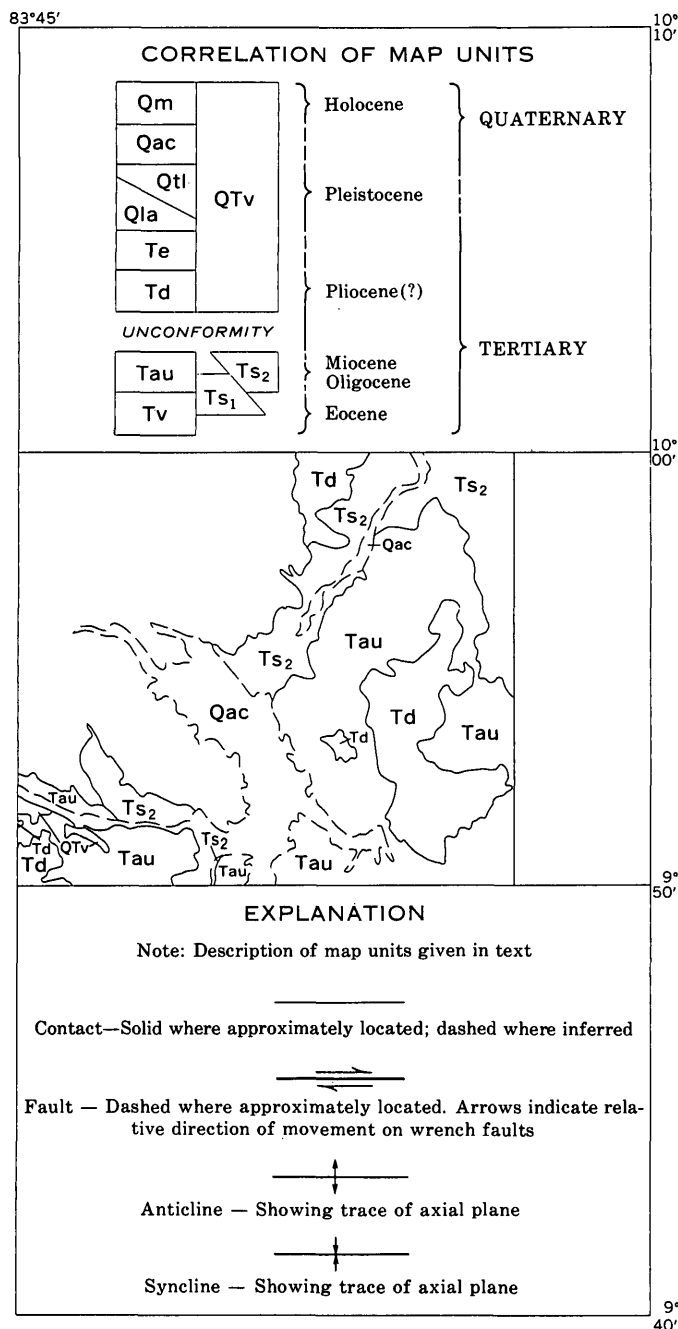 83°45'
10°
10'
CORRELATION OF MAP UNITS
Qm
Qac
Qtl
Qla
Te
Td
QTv
Holocene
Pleistocene
Pliocene(?)
QUATERNARY
UNCONFORMITY
Tau
Tv
Ts1
Ts2
Miocene
Oligocene
Eocene
TERTIARY
10°
00'
Td
Ts2
Ts2
Qac
Tau
Ts2
Qac
Td
Td
Tau
Tau
Ts2
Td
QTv
Td
Tau
Ts2
Tau
Tau
9°
50'
EXPLANATION
Note: Description of map units given in text
Contact—Solid where approximately located; dashed where inferred
Fault — Dashed where approximately located. Arrows indicate rela-
tive direction of movement on wrench faults
Anticline — Showing trace of axial plane
Syncline — Showing trace of axial plane
9°
40'